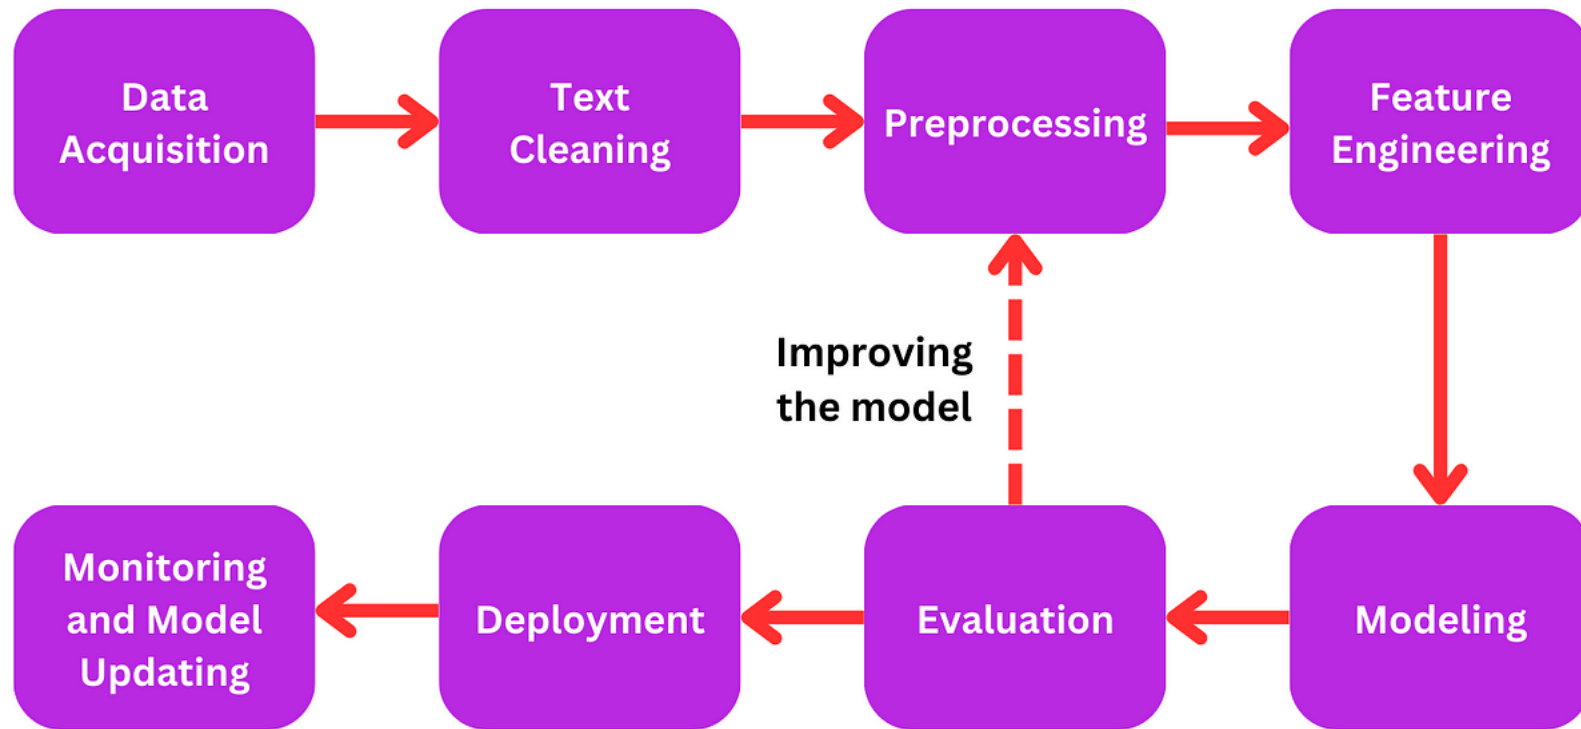 Data
Acquisition
Text
Cleaning
Preprocessing
Feature
Engineering
Improving
the model
Monitoring
and Model
Updating
Deployment
Evaluation
Modeling